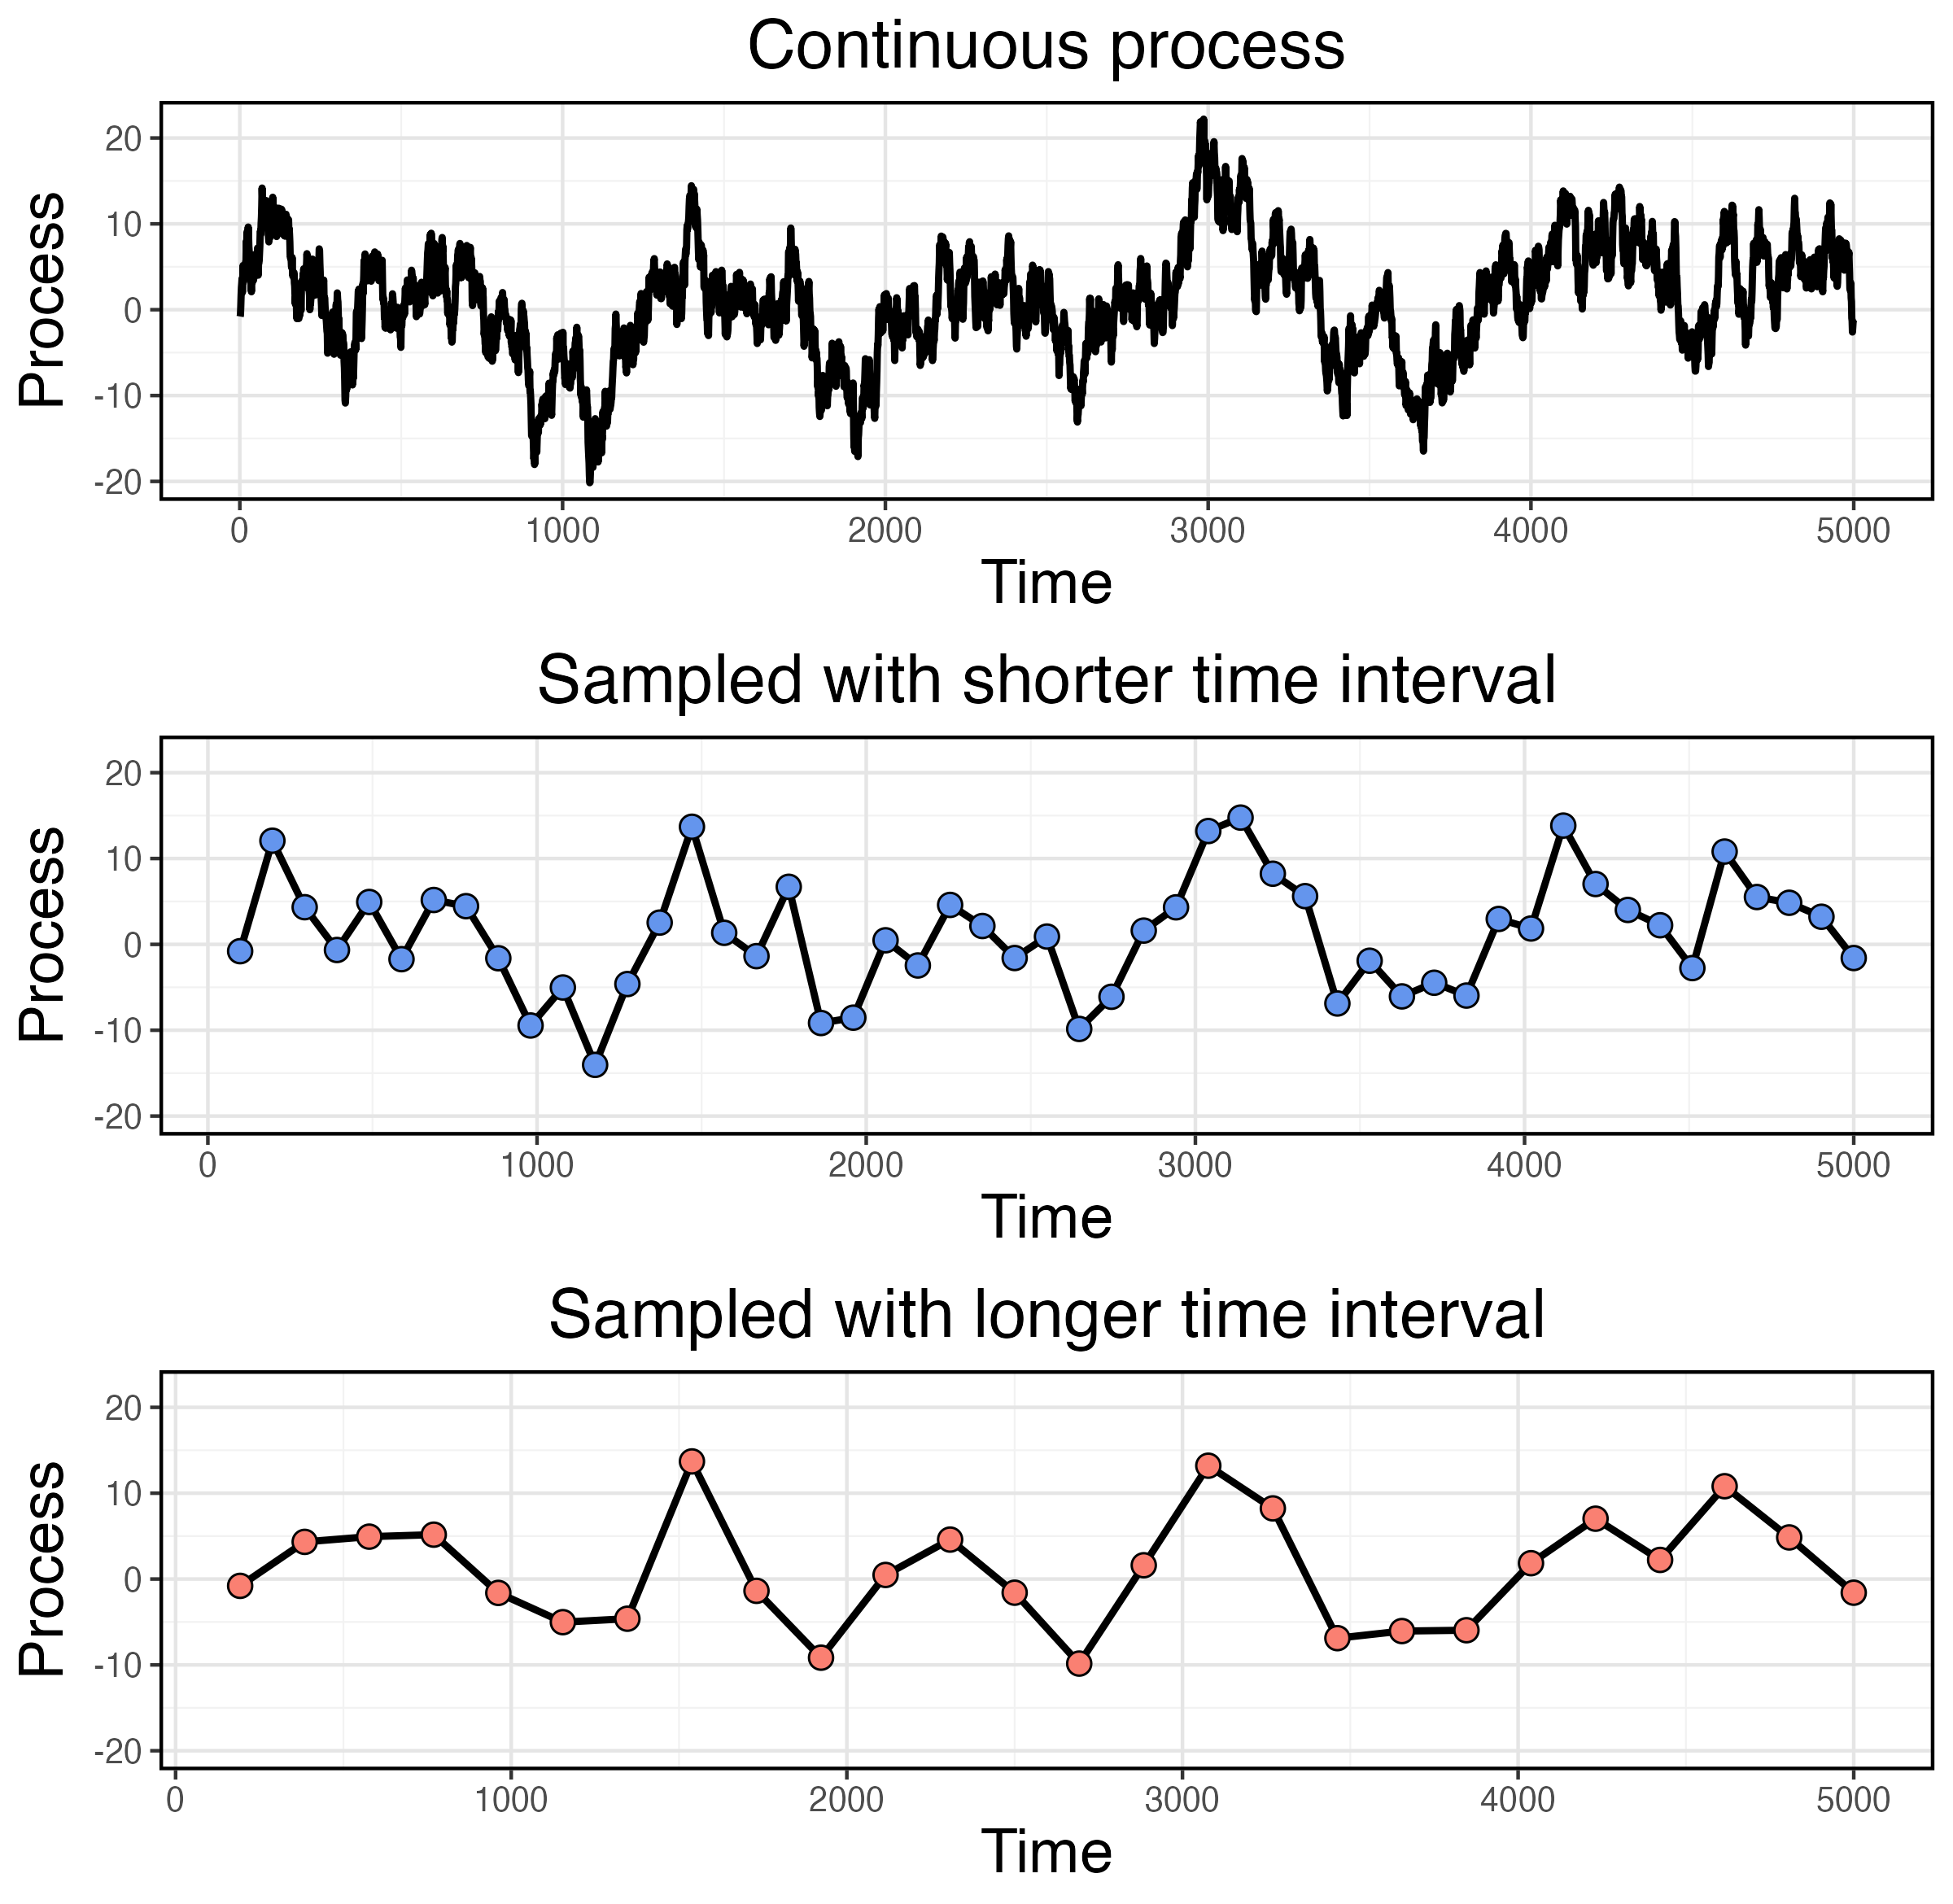 Continuous process
Process
20
10
0
-10
-20
0 1000 2000 3000 4000 5000
Time
Sampled with shorter time interval
Process
20
10
0
-10
-20
0 1000 2000 3000 4000 5000
Time
Sampled with longer time interval
Process
20
10
0
-10
-20
0 1000 2000 3000 4000 5000
Time